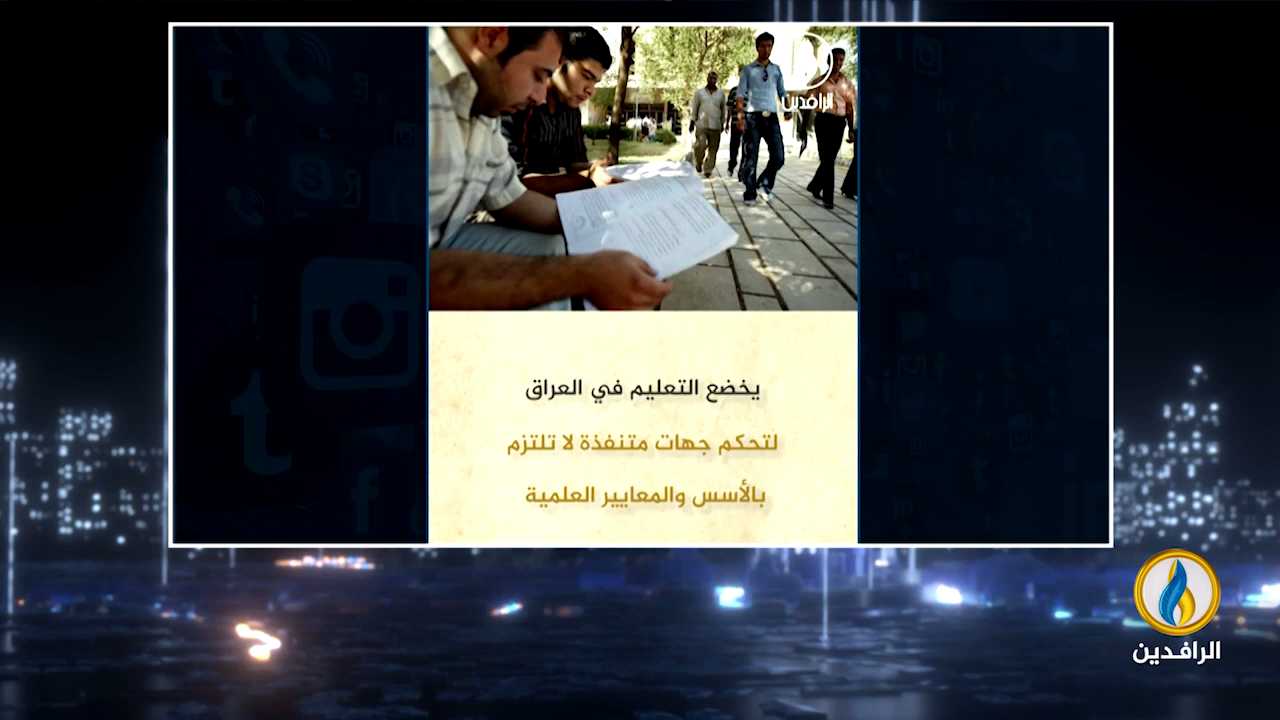 الرافدين
يخضع التعليم في العراق
لتحكم جهات متنفذة لا تلتزم
بالأسس والمعايير العلمية
الرافدين